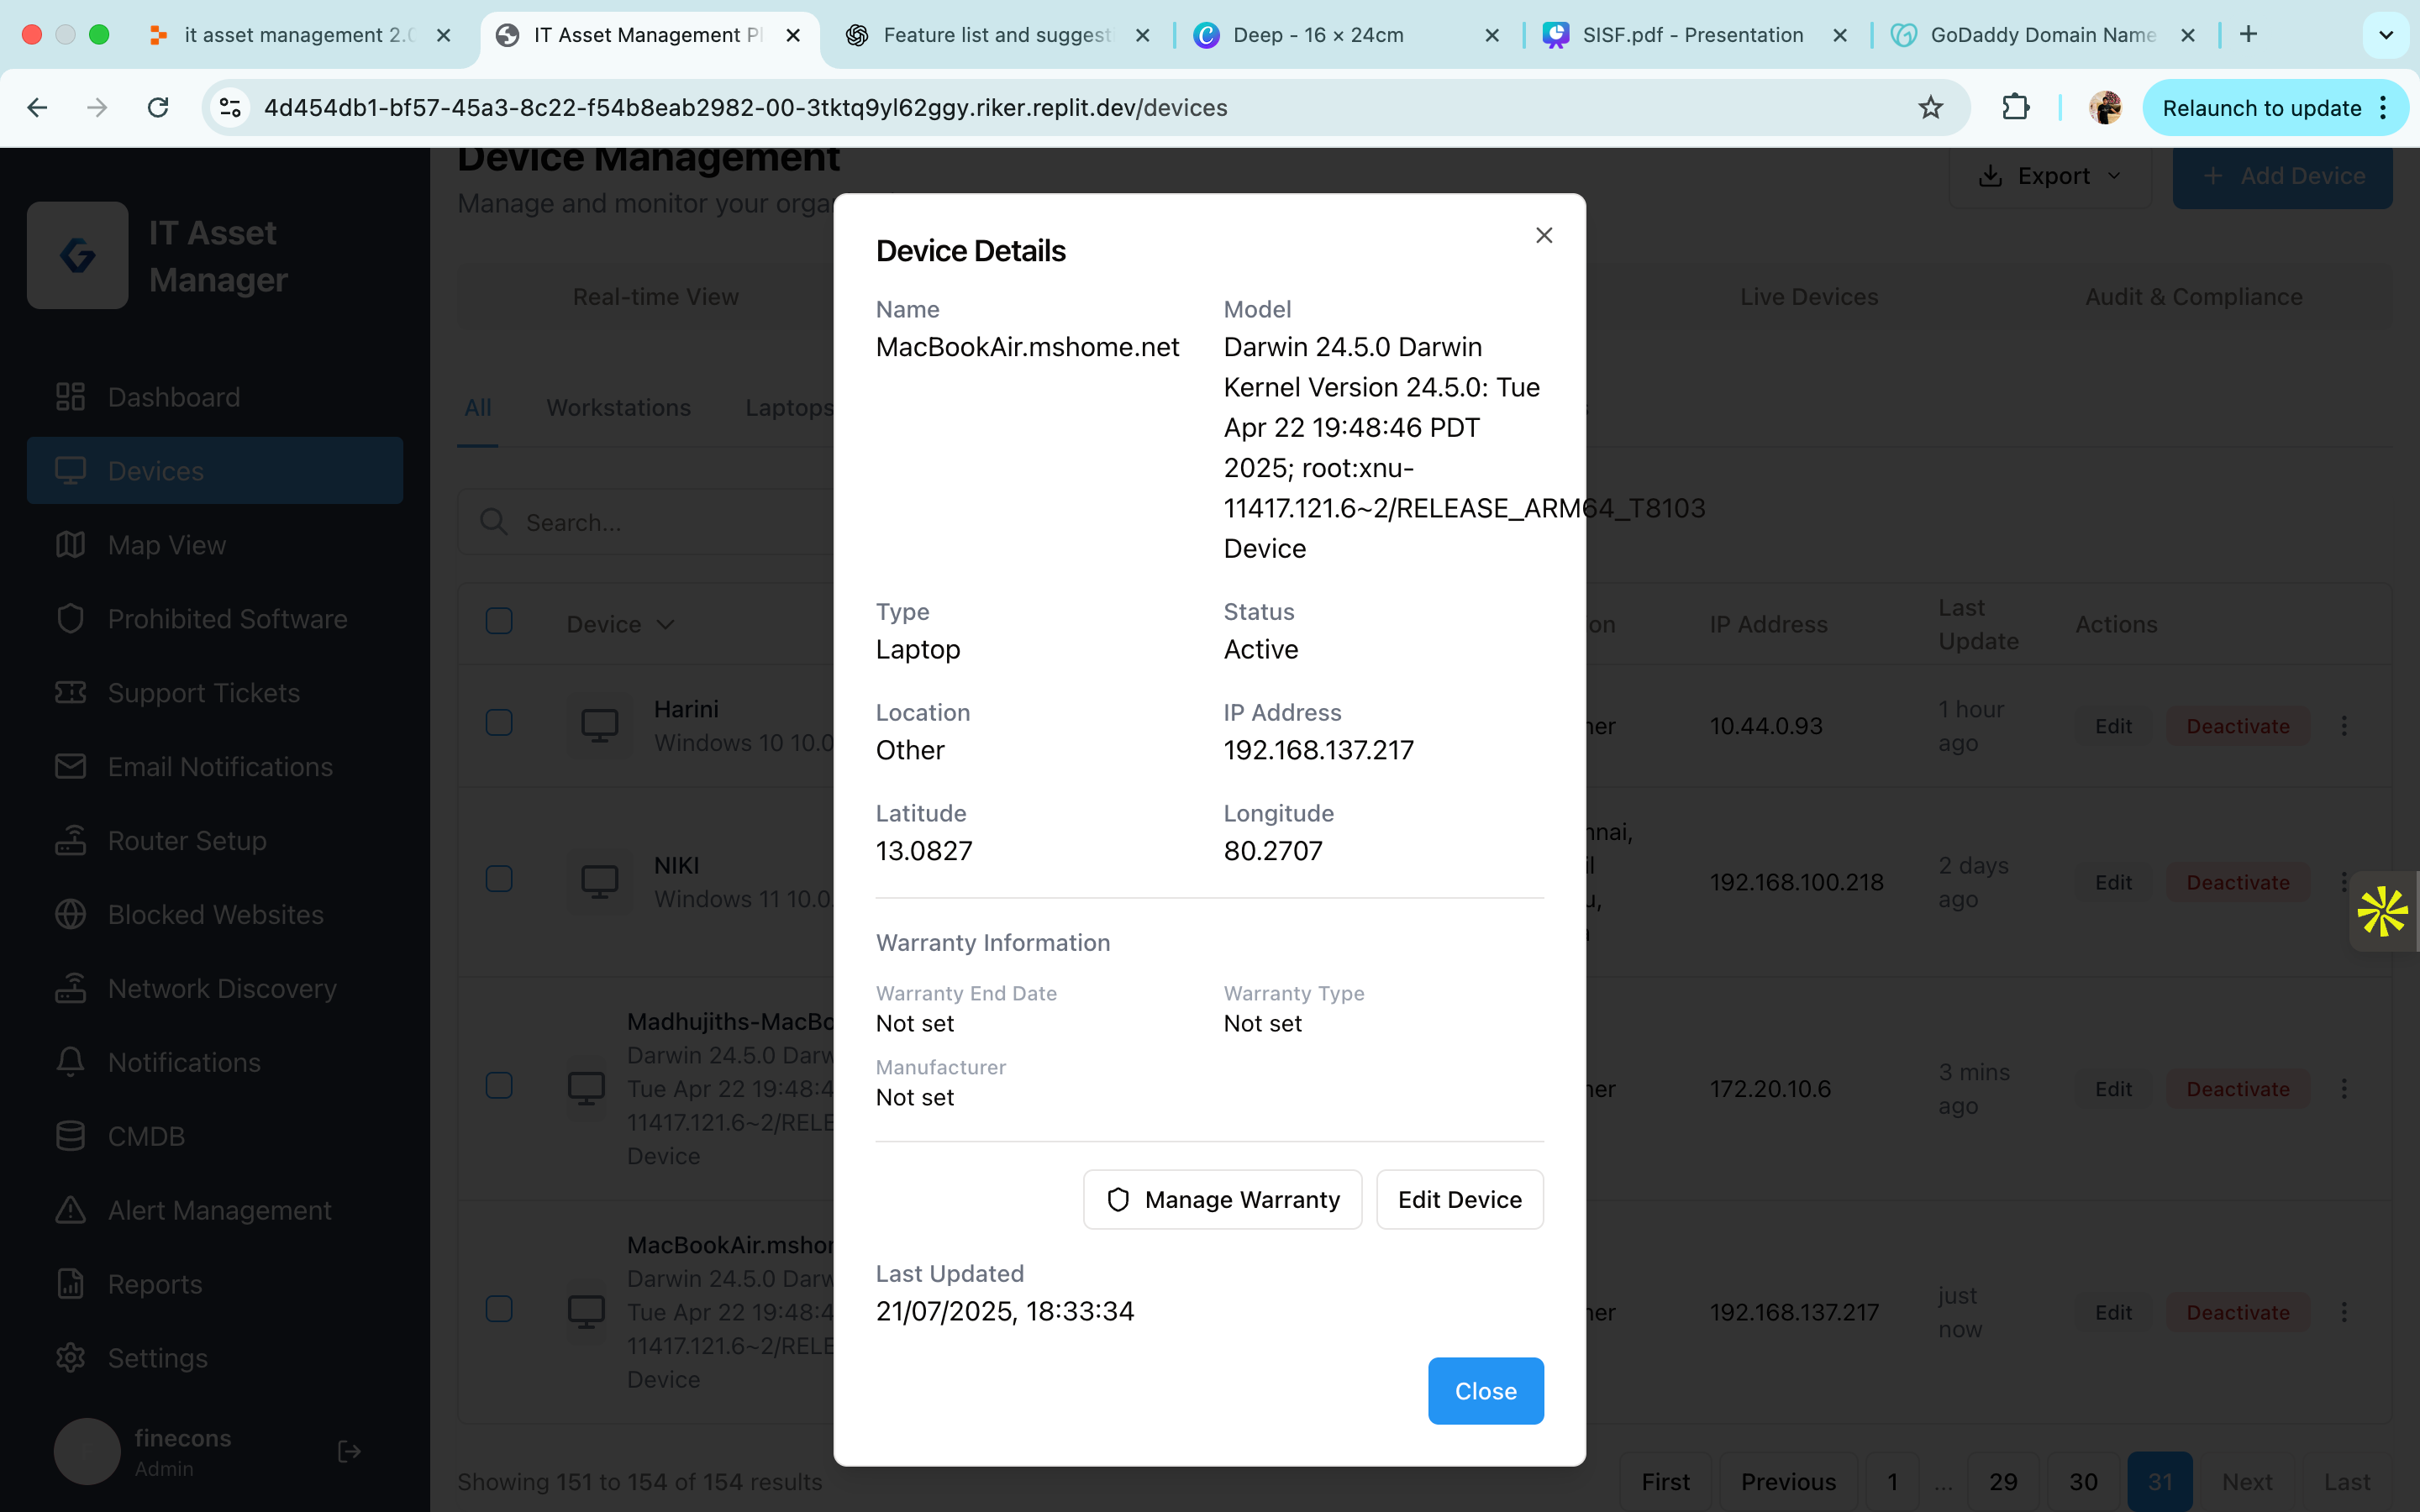 it asset management 2.0
IT Asset Management Pl
Feature list and suggest
Deep - 16 × 24cm
SISF.pdf - Presentation
GoDaddy Domain Name
4d454db1-bf57-45a3-8c22-f54b8eab2982-00-3tktq9yl62ggy.riker.replit.dev/devices
Relaunch to update
IT Asset
Manager
Dashboard
Devices
Map View
Prohibited Software
Support Tickets
Email Notifications
Router Setup
Blocked Websites
Network Discovery
Notifications
CMDB
Alert Management
Reports
Settings
finecons
Admin
Device Management
Manage and monitor your orga
Export
+ Add Device
Real-time View
Live Devices
Audit & Compliance
All
Workstations
Laptops
Search...
Device
on
IP Address
Last
Update
Actions
Harini
Windows 10 10.0
her
10.44.0.93
1 hour
ago
Edit
Deactivate
NIKI
Windows 11 10.0.
nnai,
192.168.100.218
2 days
ago
Edit
Deactivate
Madhujiths-MacBo
Darwin 24.5.0 Darw
Tue Apr 22 19:48:4
11417.121.6~2/RELE
Device
her
172.20.10.6
3 mins
ago
Edit
Deactivate
MacBookAir.mshor
Darwin 24.5.0 Darw
Tue Apr 22 19:48:4
11417.121.6~2/RELE
Device
her
192.168.137.217
just
now
Edit
Deactivate
Showing 151 to 154 of 154 results
First
Previous
1
...
29
30
31
Next
Last
Device Details
Name
MacBookAir.mshome.net
Model
Darwin 24.5.0 Darwin
Kernel Version 24.5.0: Tue
Apr 22 19:48:46 PDT
2025; root:xnu-
11417.121.6~2/RELEASE_ARM64_T8103
Device
Type
Laptop
Status
Active
Location
Other
IP Address
192.168.137.217
Latitude
13.0827
Longitude
80.2707
Warranty Information
Warranty End Date
Not set
Warranty Type
Not set
Manufacturer
Not set
Manage Warranty
Edit Device
Last Updated
21/07/2025, 18:33:34
Close